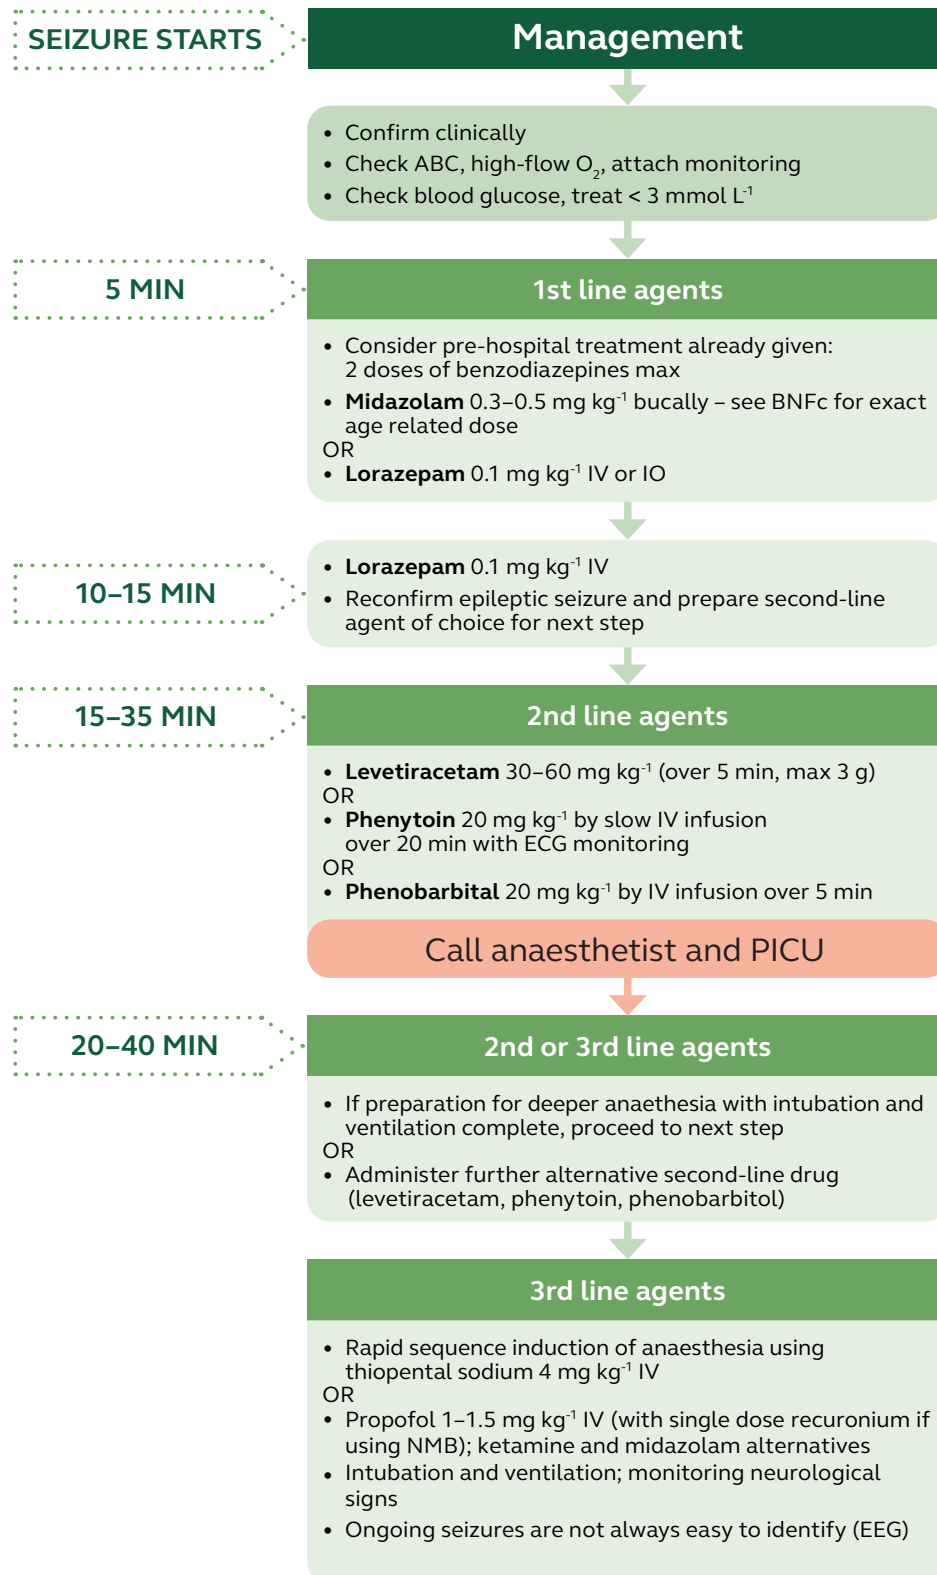 SEIZURE STARTS
Management
• Confirm clinically
• Check ABC, high-flow O₂, attach monitoring
• Check blood glucose, treat < 3 mmol L⁻¹
5 MIN
1st line agents
• Consider pre-hospital treatment already given:
2 doses of benzodiazepines max
• Midazolam 0.3–0.5 mg kg⁻¹ bucally – see BNFc for exact
age related dose
OR
• Lorazepam 0.1 mg kg⁻¹ IV or IO
10–15 MIN
• Lorazepam 0.1 mg kg⁻¹ IV
• Reconfirm epileptic seizure and prepare second-line
agent of choice for next step
15–35 MIN
2nd line agents
• Levetiracetam 30–60 mg kg⁻¹ (over 5 min, max 3 g)
OR
• Phenytoin 20 mg kg⁻¹ by slow IV infusion
over 20 min with ECG monitoring
OR
• Phenobarbital 20 mg kg⁻¹ by IV infusion over 5 min
Call anaesthetist and PICU
20–40 MIN
2nd or 3rd line agents
• If preparation for deeper anaethesia with intubation and
ventilation complete, proceed to next step
OR
• Administer further alternative second-line drug
(levetiracetam, phenytoin, phenobarbitol)
3rd line agents
• Rapid sequence induction of anaesthesia using
thiopental sodium 4 mg kg⁻¹ IV
OR
• Propofol 1–1.5 mg kg⁻¹ IV (with single dose recuronium if
using NMB); ketamine and midazolam alternatives
• Intubation and ventilation; monitoring neurological
signs
• Ongoing seizures are not always easy to identify (EEG)